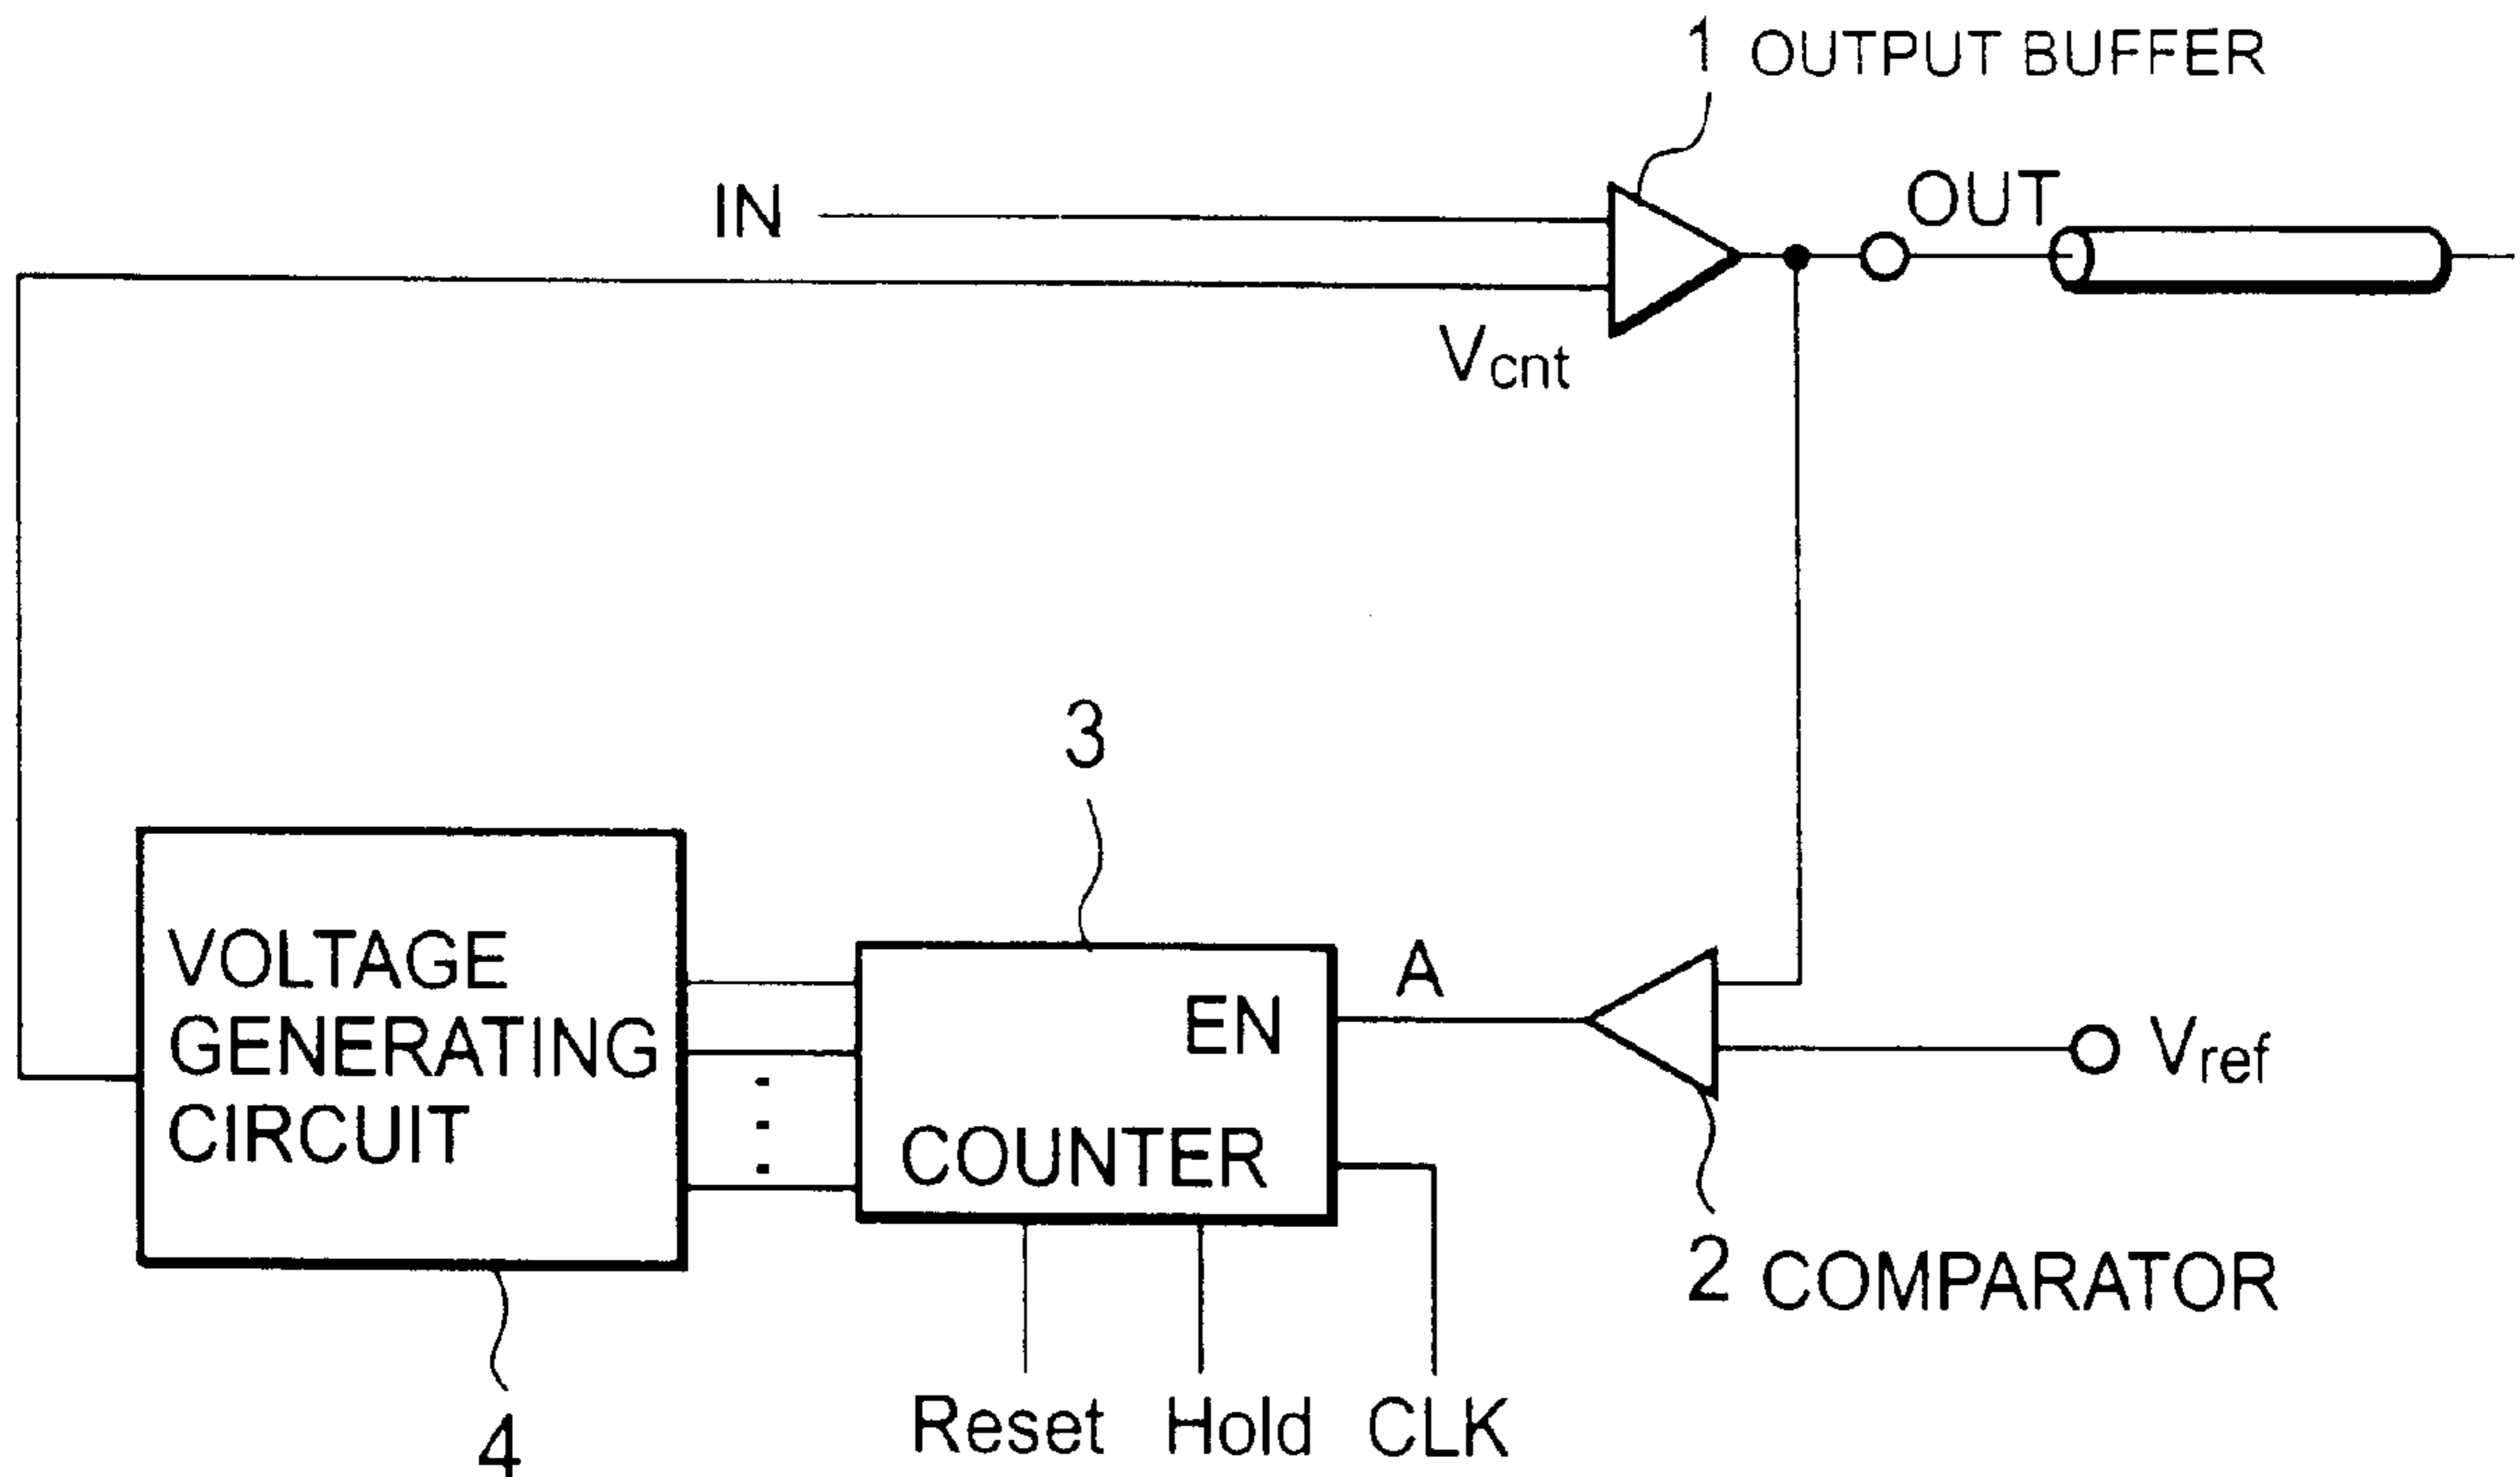 1 OUTPUT BUFFER
IN
OUT
Vcnt
3
VOLTAGE
GENERATING
CIRCUIT
EN
COUNTER
A
Vref
2 COMPARATOR
Reset Hold CLK
4